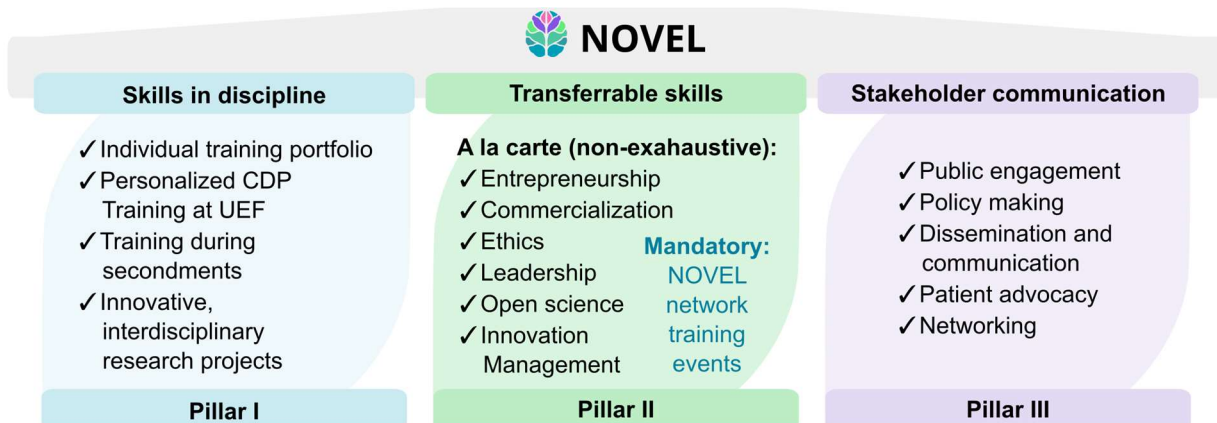 NOVEL
Skills in discipline
✓Individual training portfolio
✓Personalized CDP
Training at UEF
✓Training during
secondments
✓Innovative,
interdisciplinary
research projects
Pillar I
Transferrable skills
A la carte (non-exahaustive):
✓Entrepreneurship
✓Commercialization
✓Ethics
✓Leadership
✓Open science
✓Innovation
Management
Mandatory:
NOVEL
network
training
events
Pillar II
Stakeholder communication
✓Public engagement
✓Policy making
✓Dissemination and
communication
✓Patient advocacy
✓Networking
Pillar III